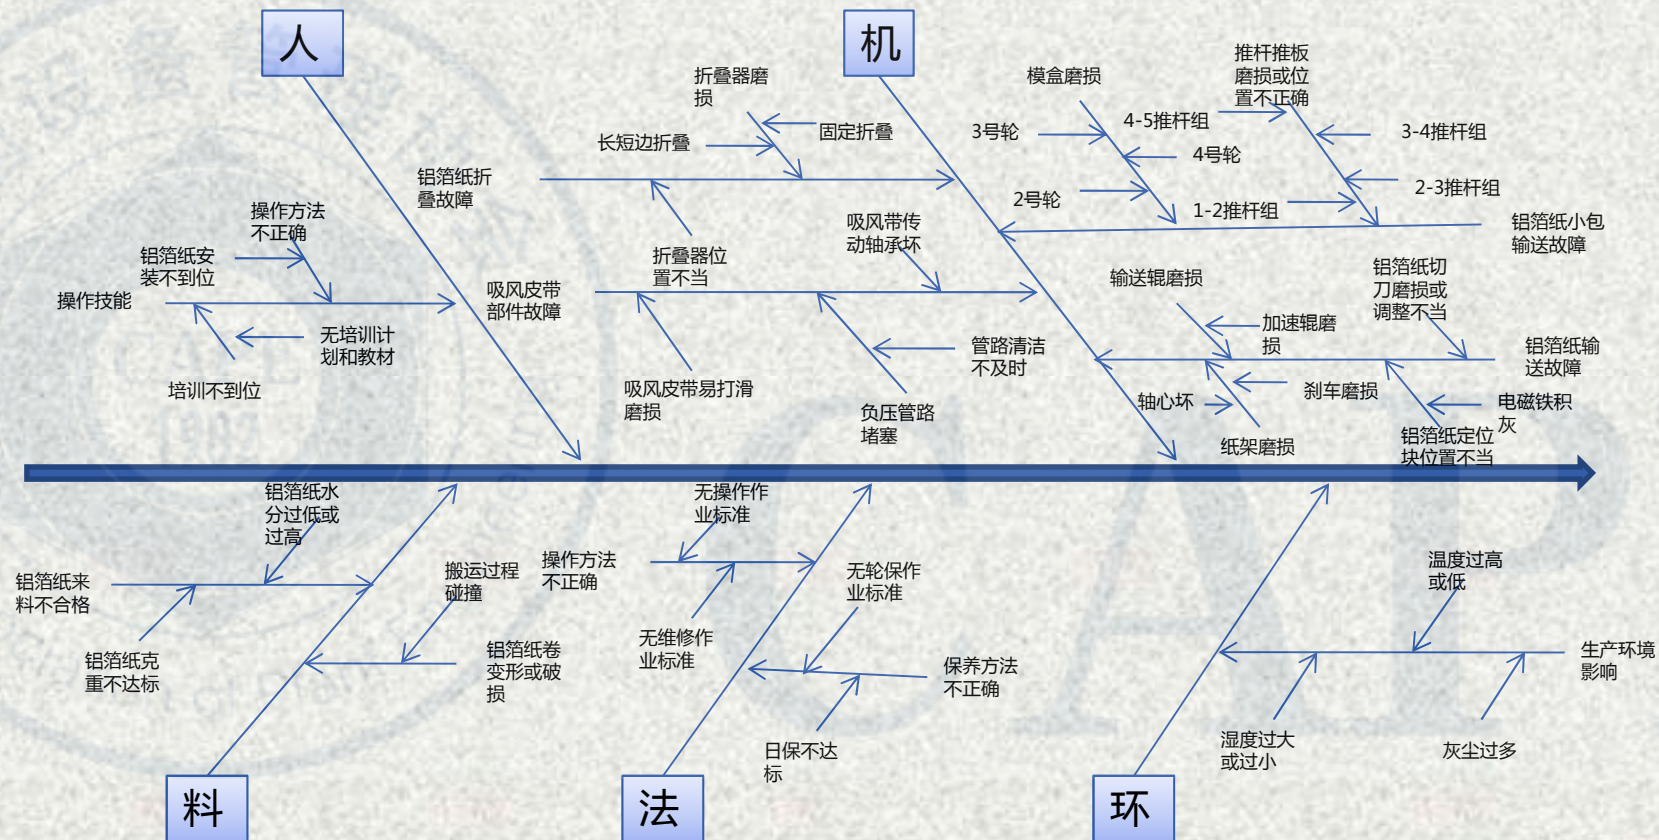 人
机
推杆推板
磨损或位
置不正确
折叠器磨
损
模盒磨损
4-5推杆组
3号轮
固定折叠
3-4推杆组
长短边折叠
4号轮
铝箔纸折
叠故障
2-3推杆组
2号轮
1-2推杆组
操作方法
不正确
吸风带传
动轴承坏
铝箔纸小包
输送故障
铝箔纸安
装不到位
折叠器位
置不当
输送辊磨损
铝箔纸切
刀磨损或
调整不当
操作技能
吸风皮带
部件故障
加速辊磨
损
无培训计
划和教材
管路清洁
不及时
铝箔纸输
送故障
培训不到位
吸风皮带易打滑
磨损
刹车磨损
轴心坏
电磁铁积
灰
负压管路
堵塞
纸架磨损
铝箔纸定位
块位置不当
铝箔纸水
分过低或
过高
无操作作
业标准
铝箔纸来
料不合格
搬运过程
碰撞
操作方法
不正确
无轮保作
业标准
温度过高
或低
铝箔纸克
重不达标
铝箔纸卷
变形或破
损
无维修作
业标准
保养方法
不正确
生产环境
影响
日保不达
标
湿度过大
或过小
灰尘过多
料
法
环